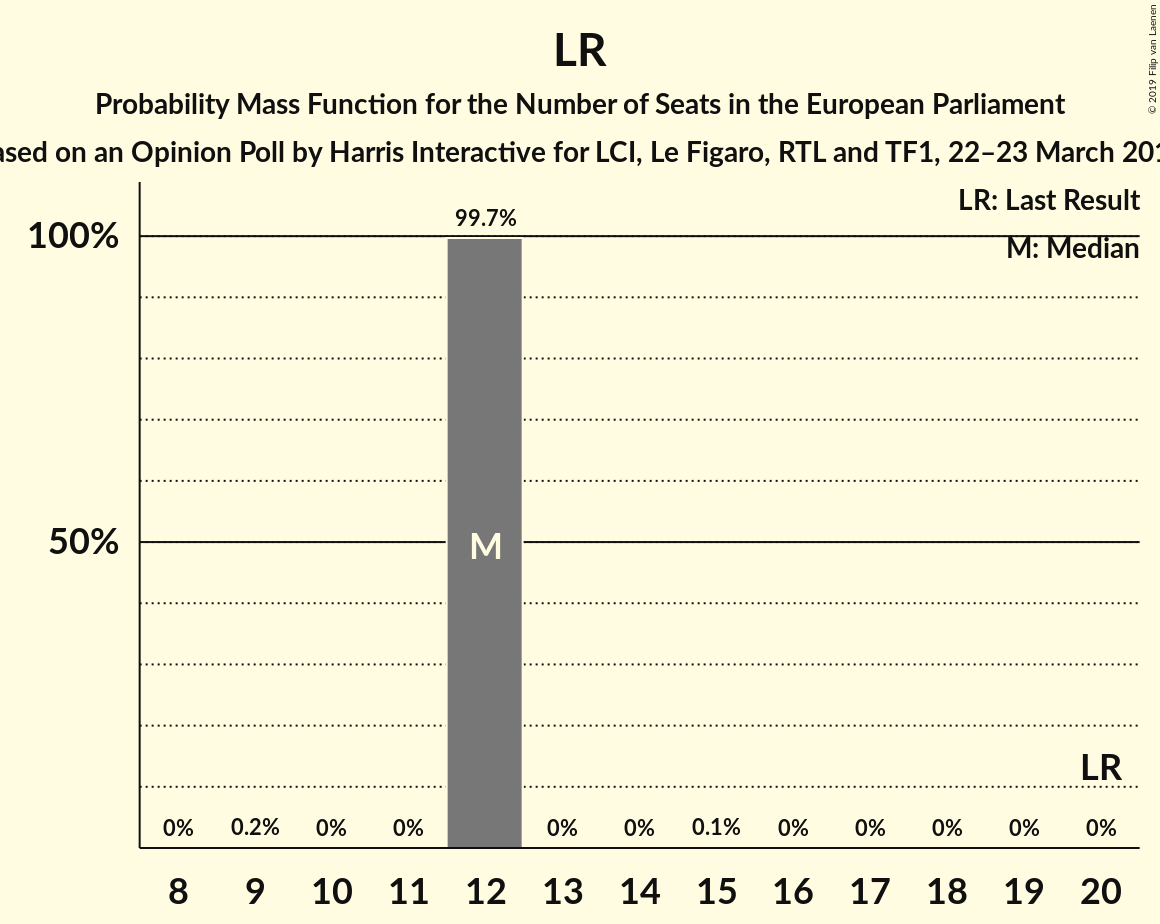 LR
Probability Mass Function for the Number of Seats in the European Parliament
ased on an Opinion Poll by Harris Interactive for LCI, Le Figaro, RTL and TF1, 22–23 March 201
© 2019 Filip van Laenen
LR: Last Result
M: Median
100%
50%
99.7%
M
LR
0% 0.2% 0% 0% 0% 0% 0.1% 0% 0% 0% 0% 0%
8 9 10 11 12 13 14 15 16 17 18 19 20